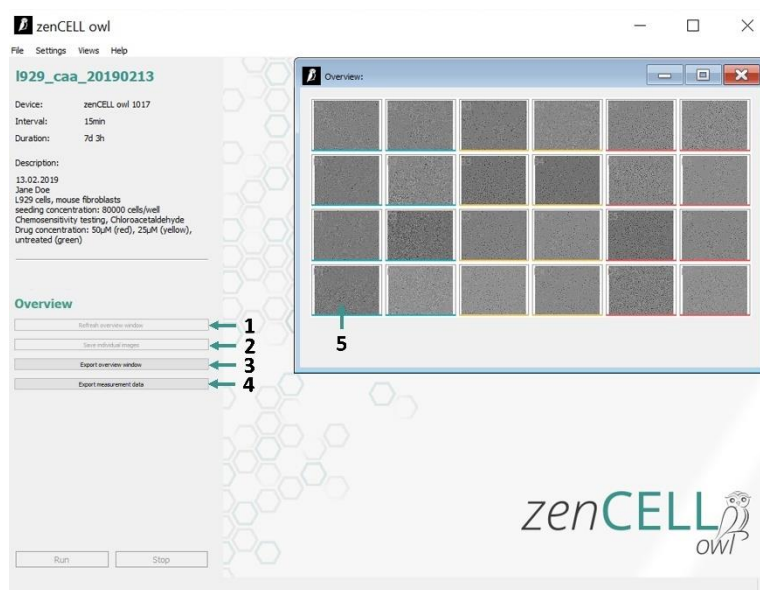 zenCELL owl
File Settings Views Help
l929_caa_20190213
Device: zenCELL owl 1017
Interval: 15min
Duration: 7d 3h
Description:
13.02.2019
Jane Doe
L929 cells, mouse fibroblasts
seeding concentration: 80000 cells/well
Chemosensitivity testing, Chloroacetaldehyde
Drug concentration: 50µM (red), 25µM (yellow),
untreated (green)
Overview
Refresh overview window
Save individual images
Export overview window
Export measurement data
1
2
3
4
Run Stop
Overview:
5
zenCELL
owl